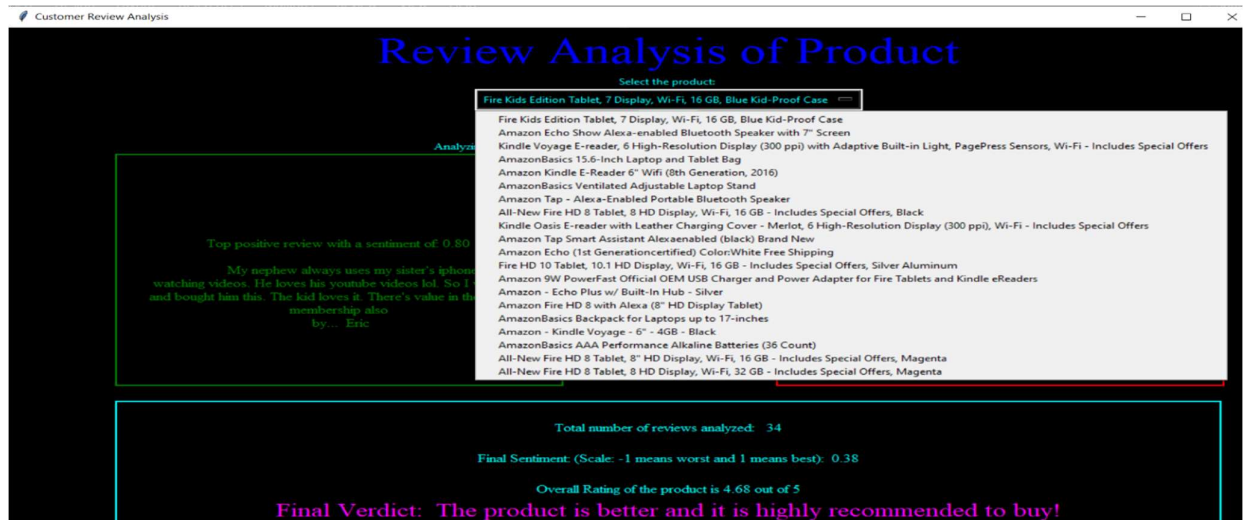 Customer Review Analysis
Review Analysis of Product
Select the product:
Fire Kids Edition Tablet, 7 Display, Wi-Fi, 16 GB, Blue Kid-Proof Case
Fire Kids Edition Tablet, 7 Display, Wi-Fi, 16 GB, Blue Kid-Proof Case
Amazon Echo Show Alexa-enabled Bluetooth Speaker with 7" Screen
Kindle Voyage E-reader, 6 High-Resolution Display (300 ppi) with Adaptive Built-in Light, PagePress Sensors, Wi-Fi - Includes Special Offers
AmazonBasics 15.6-Inch Laptop and Tablet Bag
Amazon Kindle E-Reader 6" Wifi (8th Generation, 2016)
AmazonBasics Ventilated Adjustable Laptop Stand
Amazon Tap - Alexa-Enabled Portable Bluetooth Speaker
All-New Fire HD 8 Tablet, 8 HD Display, Wi-Fi, 16 GB - Includes Special Offers, Black
Kindle Oasis E-reader with Leather Charging Cover - Merlot, 6 High-Resolution Display (300 ppi), Wi-Fi - Includes Special Offers
Amazon Tap Smart Assistant Alexaenabled (black) Brand New
Amazon Echo (1st Generationcertified) Color:White Free Shipping
Fire HD 10 Tablet, 10.1 HD Display, Wi-Fi, 16 GB - Includes Special Offers, Silver Aluminum
Amazon 9W PowerFast Official OEM USB Charger and Power Adapter for Fire Tablets and Kindle eReaders
Amazon - Echo Plus w/ Built-In Hub - Silver
Amazon Fire HD 8 with Alexa (8" HD Display Tablet)
AmazonBasics Backpack for Laptops up to 17-inches
Amazon - Kindle Voyage - 6" - 4GB - Black
AmazonBasics AAA Performance Alkaline Batteries (36 Count)
All-New Fire HD 8 Tablet, 8" HD Display, Wi-Fi, 16 GB - Includes Special Offers, Magenta
All-New Fire HD 8 Tablet, 8 HD Display, Wi-Fi, 32 GB - Includes Special Offers, Magenta
Top positive review with a sentiment of: 0.80
My nephew always uses my sister's iphone
watching videos. He loves his youtube videos lol. So I
and bought him this. The kid loves it. There's value in the
membership also
by... Eric
Total number of reviews analyzed: 34
Final Sentiment: (Scale: -1 means worst and 1 means best): 0.38
Overall Rating of the product is 4.68 out of 5
Final Verdict: The product is better and it is highly recommended to buy!